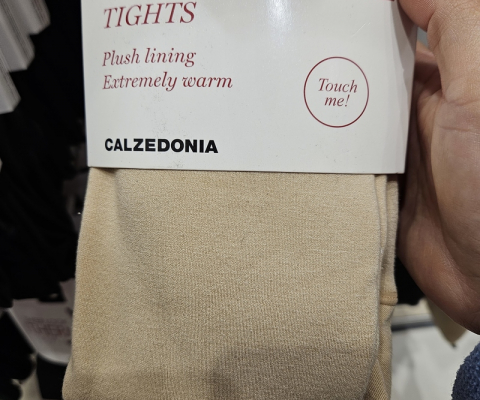 TIGHTS
Plush lining
Extremely warm
Touch
me!
CALZEDONIA